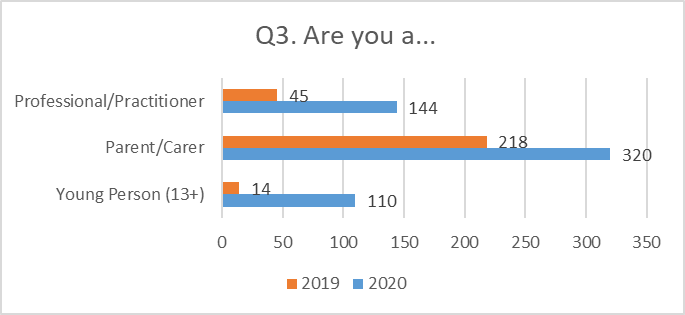 Q3. Are you a...
Professional/Practitioner
45
144
Parent/Carer
218
320
Young Person (13+)
14
110
0 50 100 150 200 250 300 350
2019 2020